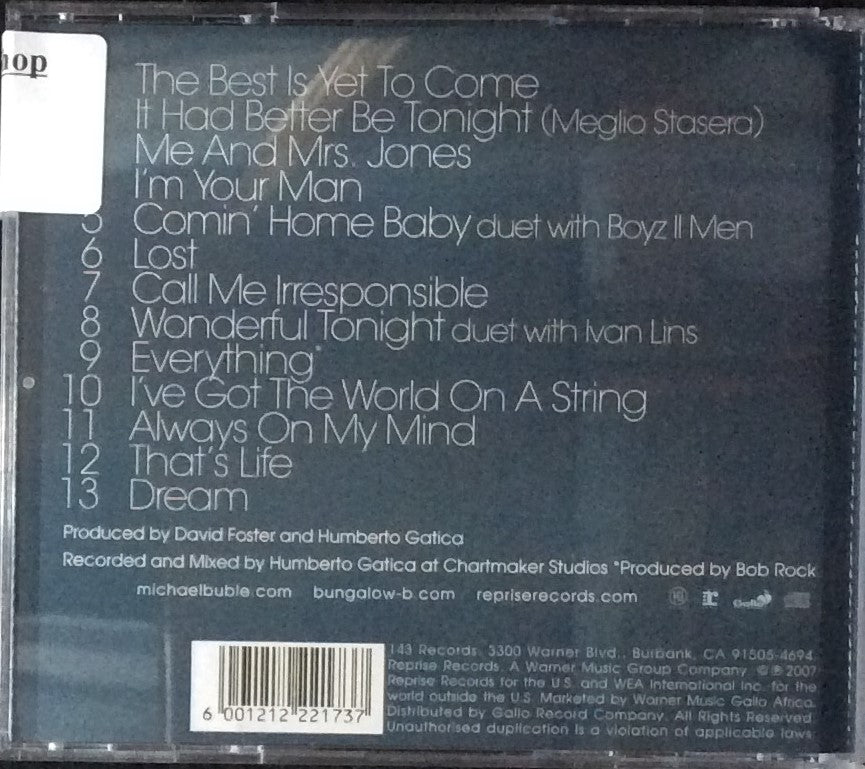 The Best Is Yet To Come
It Had Better Be Tonight (Meglio Stasera)
Me And Mrs. Jones
I'm Your Man
5 Comin' Home Baby duet with Boyz II Men
6 Lost
7 Call Me Irresponsible
8 Wonderful Tonight duet with Ivan Lins
9 Everything*
10 I've Got The World On A String
11 Always On My Mind
12 That's Life
13 Dream
Produced by David Foster and Humberto Gatica
Recorded and Mixed by Humberto Gatica at Chartmaker Studios *Produced by Bob Rock
michaelbuble.com bungalow-b.com repriserecords.com
143 Records. 3300 Warner Blvd., Burbank, CA 91505-4694
Reprise Records. A Warner Music Group Company. © ℗ 2007
Reprise Records for the U.S. and WEA International Inc. for the
world outside the U.S. Marketed by Warner Music Gallo Africa.
Distributed by Gallo Record Company. All Rights Reserved.
Unauthorised duplication is a violation of applicable laws
6 001212 221737